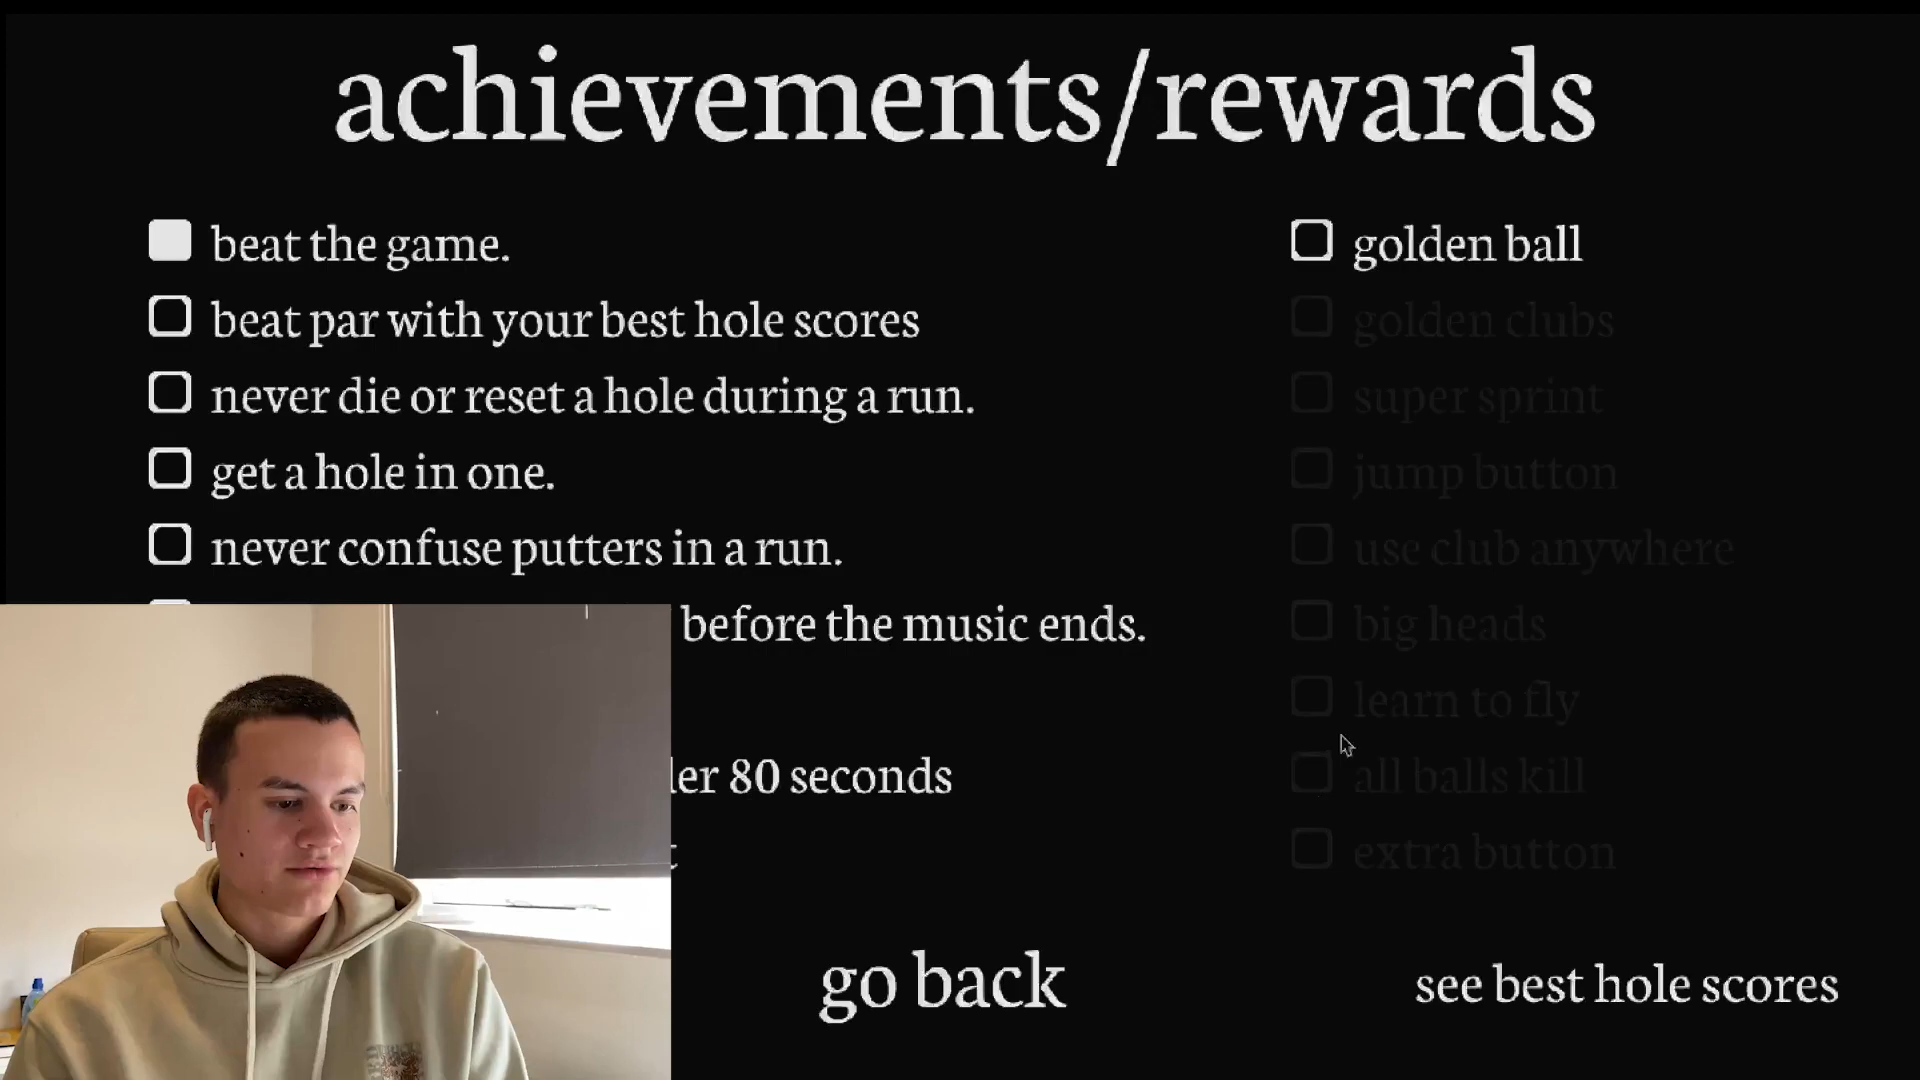 achievements/rewards
beat the game.
beat par with your best hole scores
never die or reset a hole during a run.
get a hole in one.
never confuse putters in a run.
before the music ends.
80 seconds
golden ball
golden clubs
super sprint
jump button
use club anywhere
big heads
learn to fly
all balls kill
extra button
go back
see best hole scores